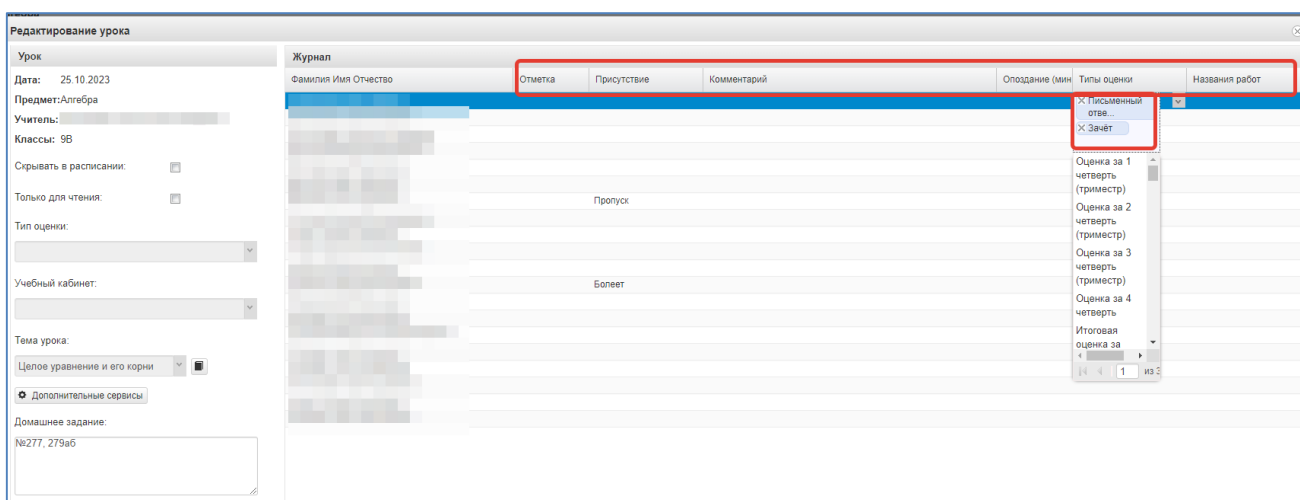 Редактирование урока
Урок
Дата: 25.10.2023
Предмет:Алгебра
Учитель:
Классы: 9В
Скрывать в расписании:
Только для чтения:
Тип оценки:
Учебный кабинет:
Тема урока:
Целое уравнение и его корни
Дополнительные сервисы
Домашнее задание:
№277, 279аб
Журнал
Фамилия Имя Отчество Отметка Присутствие Комментарий Опоздание (мин Типы оценки Названия работ
Письменный
отве...
Зачёт
Пропуск
Болеет
Оценка за 1
четверть
(триместр)
Оценка за 2
четверть
(триместр)
Оценка за 3
четверть
(триместр)
Оценка за 4
четверть
Итоговая
оценка за
1 из 3